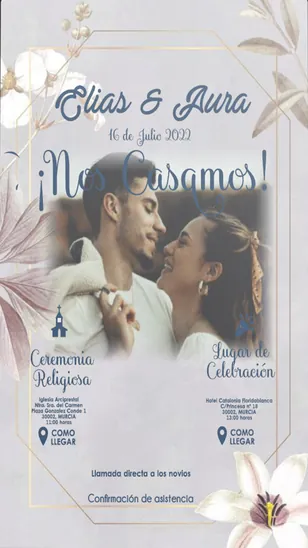 Elias & Aura
16 de Julio 2022
¡Nos Casamos!
Ceremonia
Religiosa
Iglesia Arciprestal
Ntra. Sra. del Carmen
Plaza Gonzalez Conde 1
30002, MURCIA
11:00 horas
COMO
LLEGAR
Lugar de
Celebración
Hotel Catalonia Floridablanca
C/Princesa nº 18
30002, MURCIA
13:00 horas
COMO
LLEGAR
Llamada directa a los novios
Confirmación de asistencia